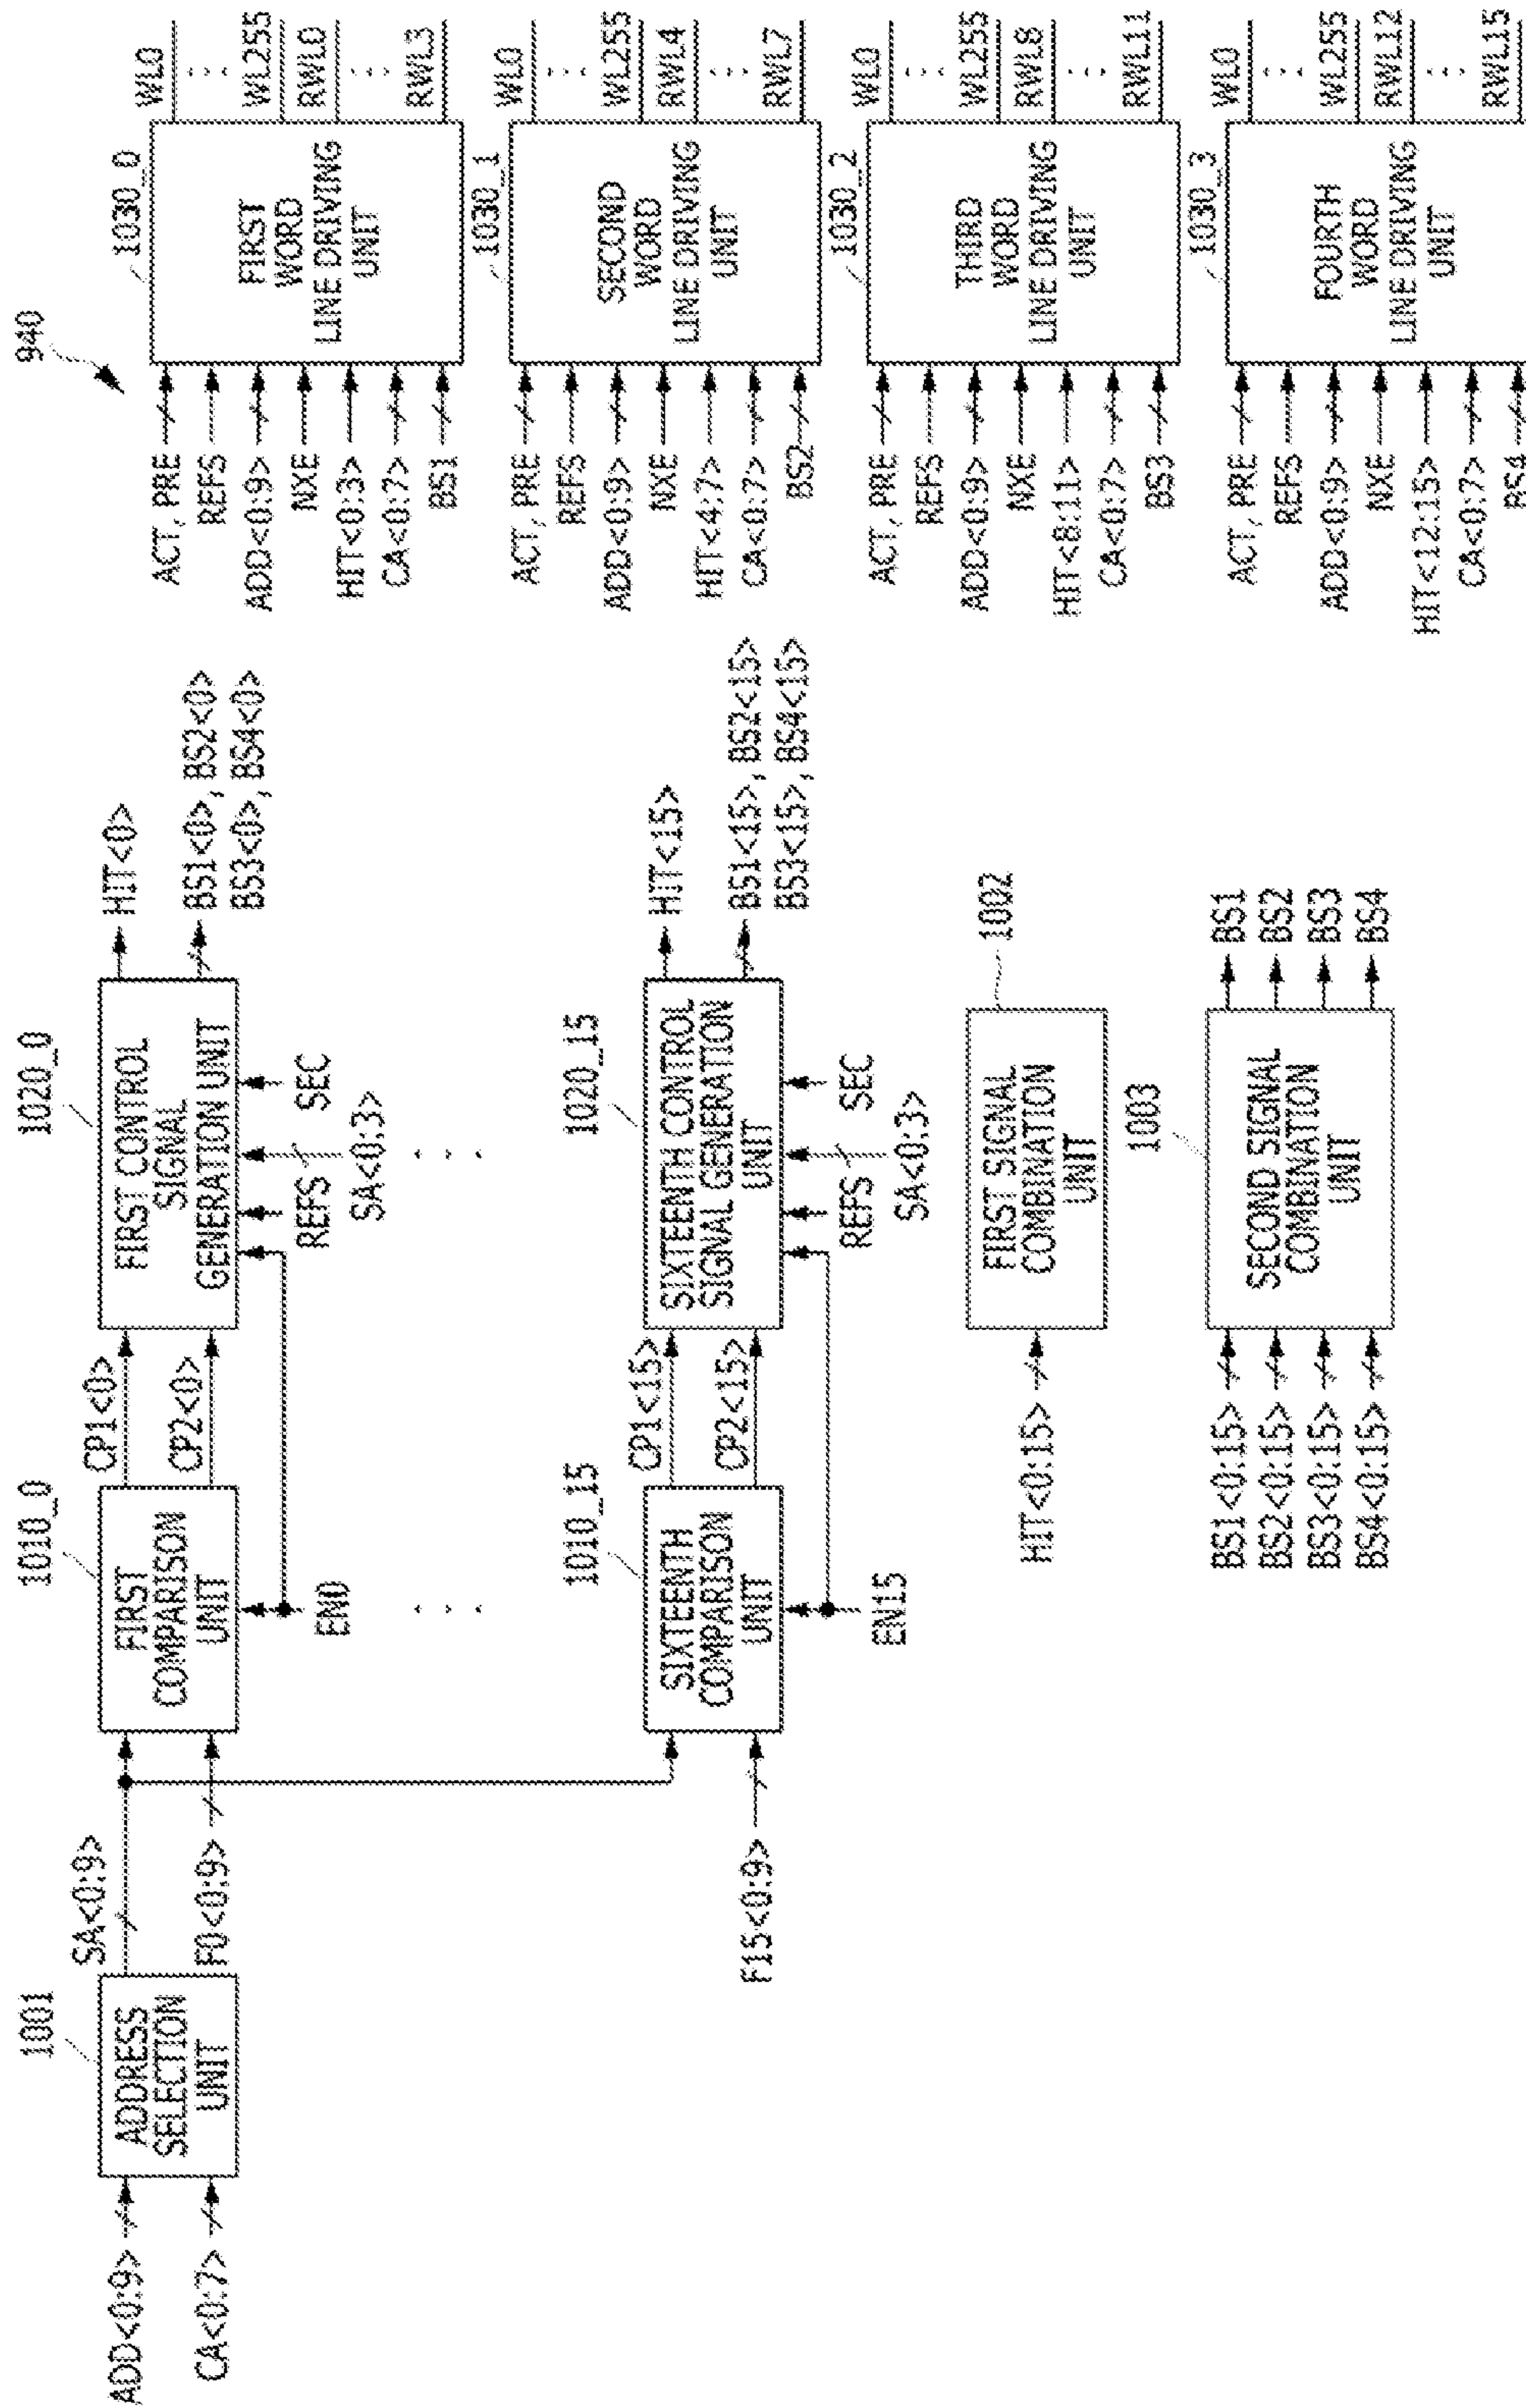 940
1001
ADD<0:9>
CA<0:7>
ADDRESS
SELECTION
UNIT
SA<0:9>
F0<0:9>
1010_0
FIRST
COMPARISON
UNIT
EN0
CP1<0>
CP2<0>
1020_0
FIRST CONTROL
SIGNAL
GENERATION UNIT
REFS
SEC
SA<0:3>
HIT<0>
BS1<0>, BS2<0>
BS3<0>, BS4<0>
F15<0:9>
1010_15
SIXTEENTH
COMPARISON
UNIT
EN15
CP1<15>
CP2<15>
1020_15
SIXTEENTH CONTROL
SIGNAL GENERATION
UNIT
REFS
SEC
SA<0:3>
HIT<15>
BS1<15>, BS2<15>
BS3<15>, BS4<15>
HIT<0:15>
FIRST SIGNAL
COMBINATION
UNIT
1002
BS1<0:15>
BS2<0:15>
BS3<0:15>
BS4<0:15>
1003
SECOND SIGNAL
COMBINATION
UNIT
BS1
BS2
BS3
BS4
ACT, PRE
REFS
ADD<0:9>
NXE
HIT<0:3>
CA<0:7>
BS1
1030_0
FIRST
WORD
LINE DRIVING
UNIT
WL0
WL255
RWL0
RWL3
ACT, PRE
REFS
ADD<0:9>
NXE
HIT<4:7>
CA<0:7>
BS2
1030_1
SECOND
WORD
LINE DRIVING
UNIT
WL0
WL255
RWL4
RWL7
ACT, PRE
REFS
ADD<0:9>
NXE
HIT<8:11>
CA<0:7>
BS3
1030_2
THIRD
WORD
LINE DRIVING
UNIT
WL0
WL255
RWL8
RWL11
ACT, PRE
REFS
ADD<0:9>
NXE
HIT<12:15>
CA<0:7>
BS4
1030_3
FOURTH
WORD
LINE DRIVING
UNIT
WL0
WL255
RWL12
RWL15